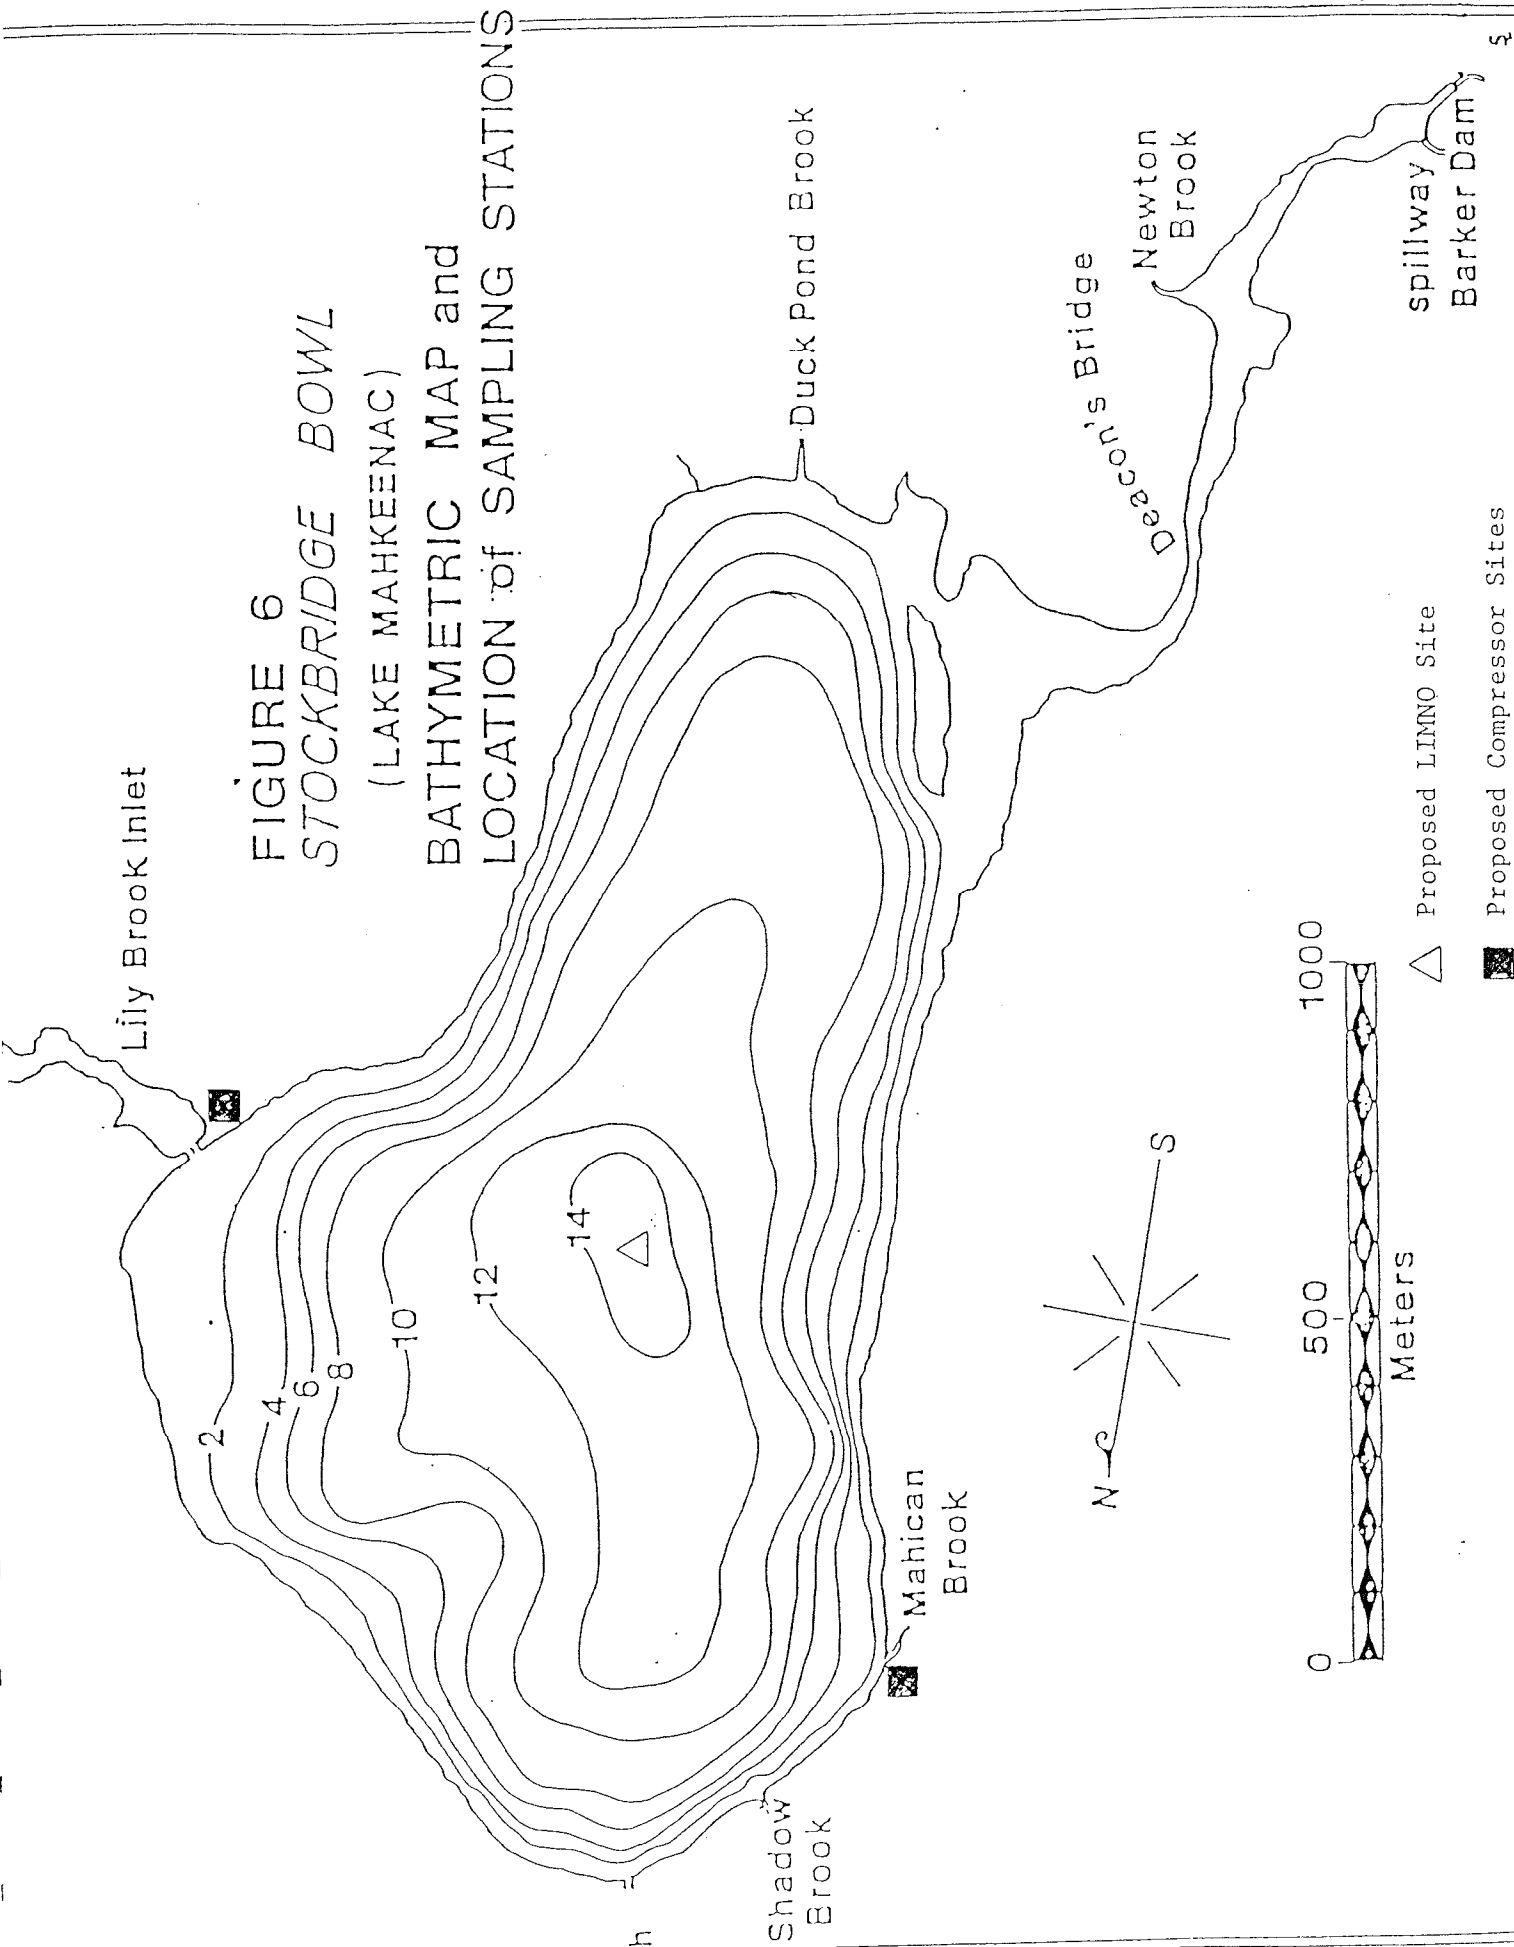 FIGURE 6
STOCKBRIDGE BOWL
(LAKE MAHKEENAC)
BATHYMETRIC MAP and
LOCATION of SAMPLING STATIONS
Lily Brook Inlet
Duck Pond Brook
Newton
Brook
Deacon's Bridge
spillway
Barker Dam
2
4
6
8
10
12
14
h
Shadow
Brook
Mahican
Brook
N
S
0
500
1000
Meters
Proposed LIMNO Site
Proposed Compressor Sites